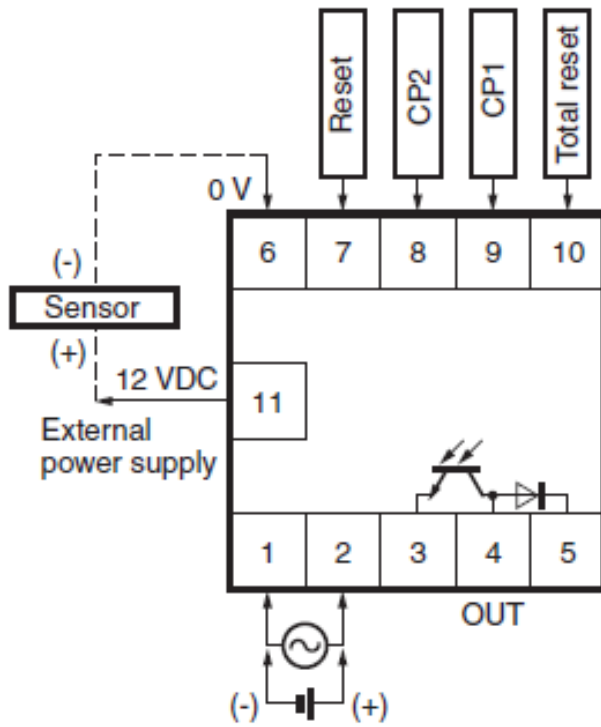 Reset
CP2
CP1
Total reset
0 V
6 7 8 9 10
(-)
Sensor
(+)
12 VDC
11
External
power supply
1 2 3 4 5
OUT
(-) (+)